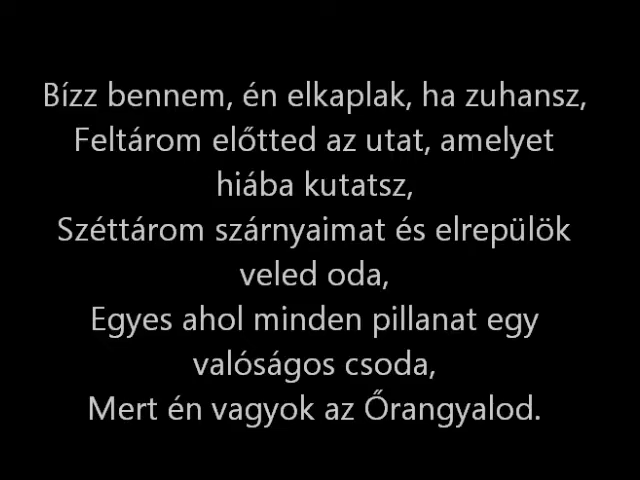 Bízz bennem, én elkaplak, ha zuhansz,
Feltárom előtted az utat, amelyet
hiába kutatsz,
Széttárom szárnyaimat és elrepülök
veled oda,
Egyes ahol minden pillanat egy
valóságos csoda,
Mert én vagyok az Őrangyalod.